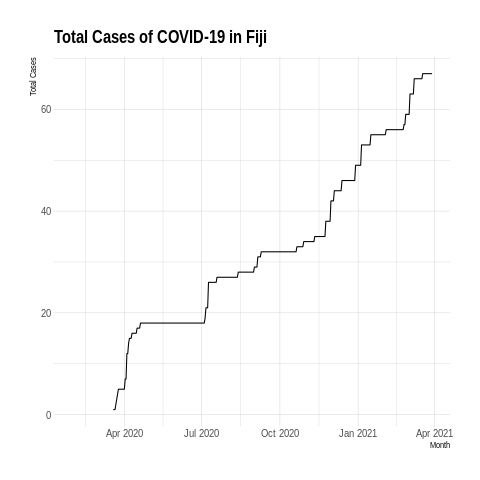 Total Cases of COVID-19 in Fiji
Total Cases
60
40
20
0
Apr 2020 Jul 2020 Oct 2020 Jan 2021 Apr 2021
Month